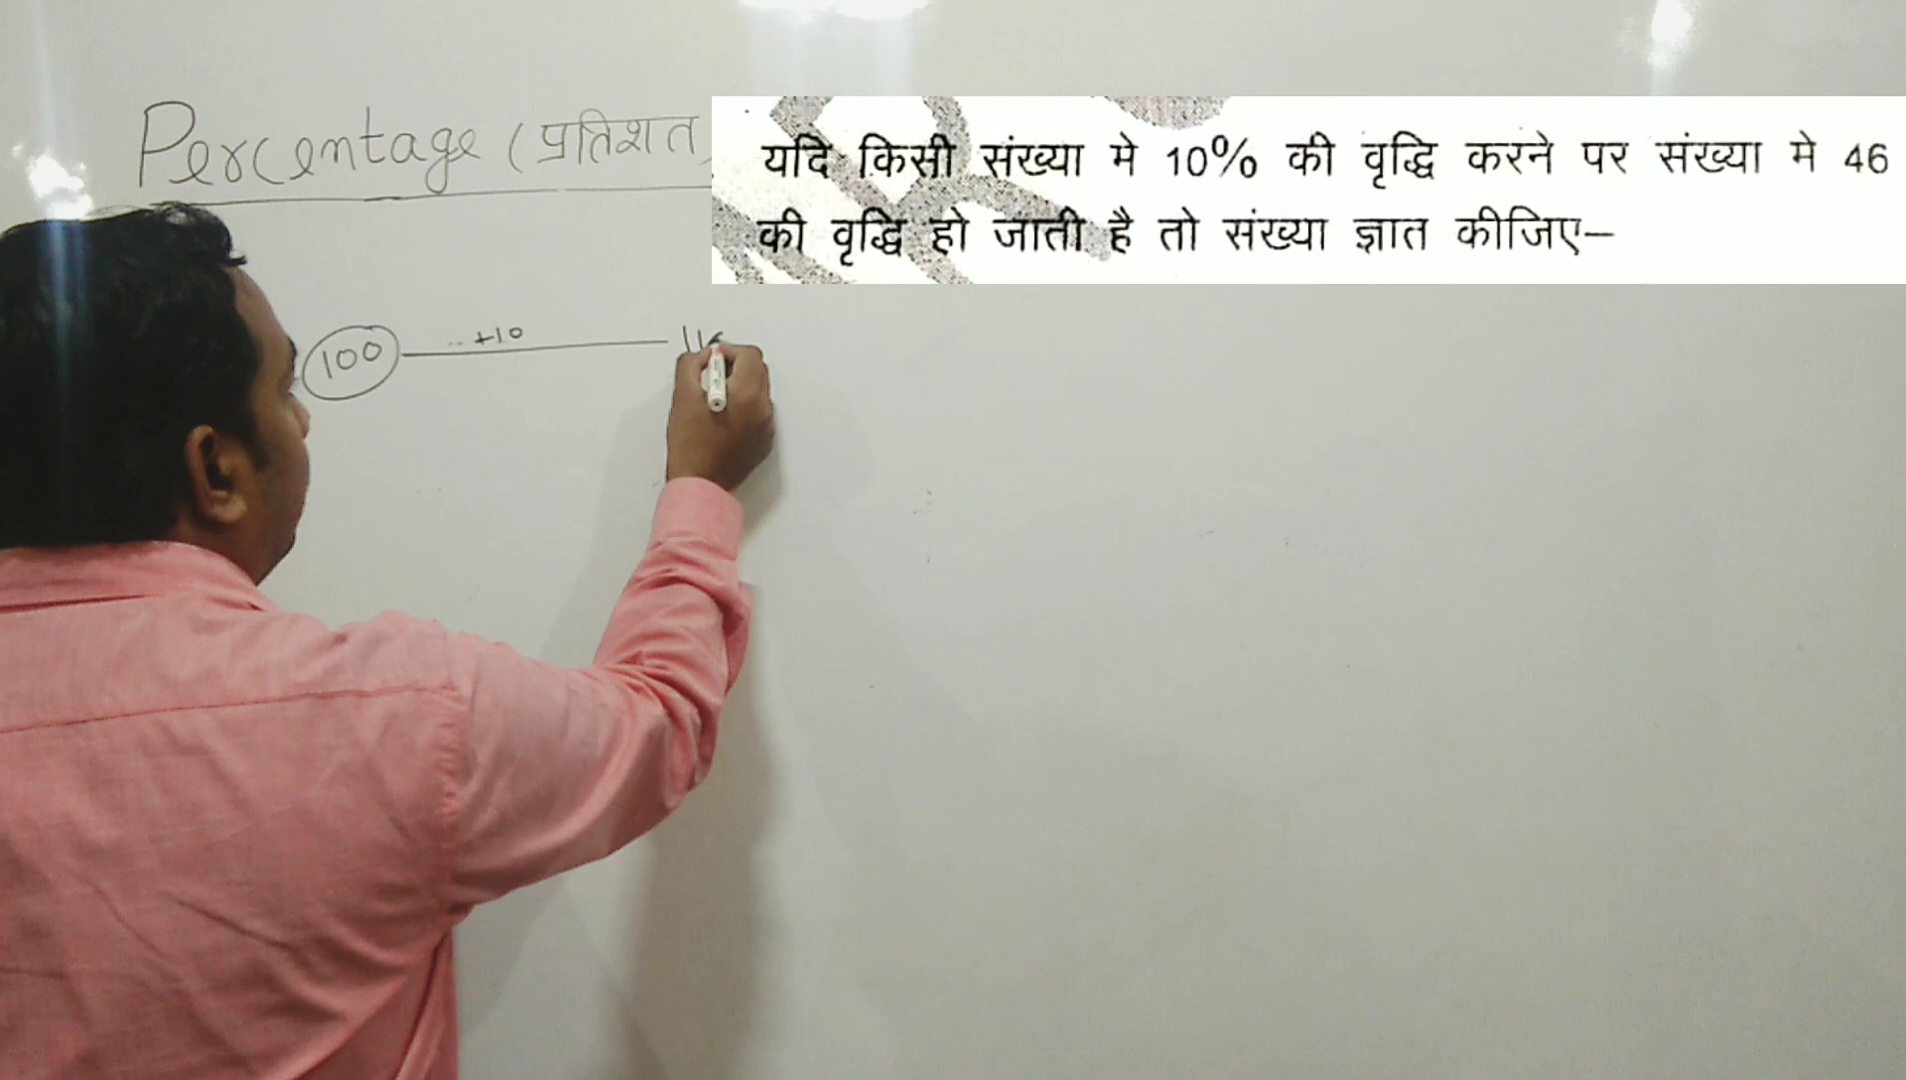 Percentage (प्रतिशत
यदि किसी संख्या मे 10% की वृद्धि करने पर संख्या मे 46
की वृद्धि हो जाती है तो संख्या ज्ञात कीजिए–
100 +10